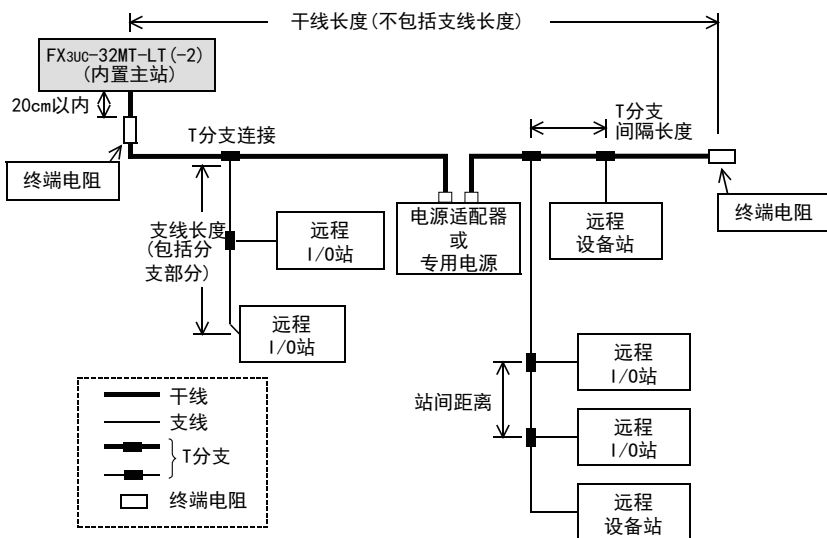 干线长度(不包括支线长度)
FX3UC-32MT-LT(-2)
(内置主站)
20cm以内
T分支连接
T分支
间隔长度
终端电阻
终端电阻
支线长度
(包括分
支部分)
远程
I/O站
电源适配器
或
专用电源
远程
设备站
远程
I/O站
远程
I/O站
站间距离
远程
I/O站
远程
设备站
干线
支线
T分支
终端电阻